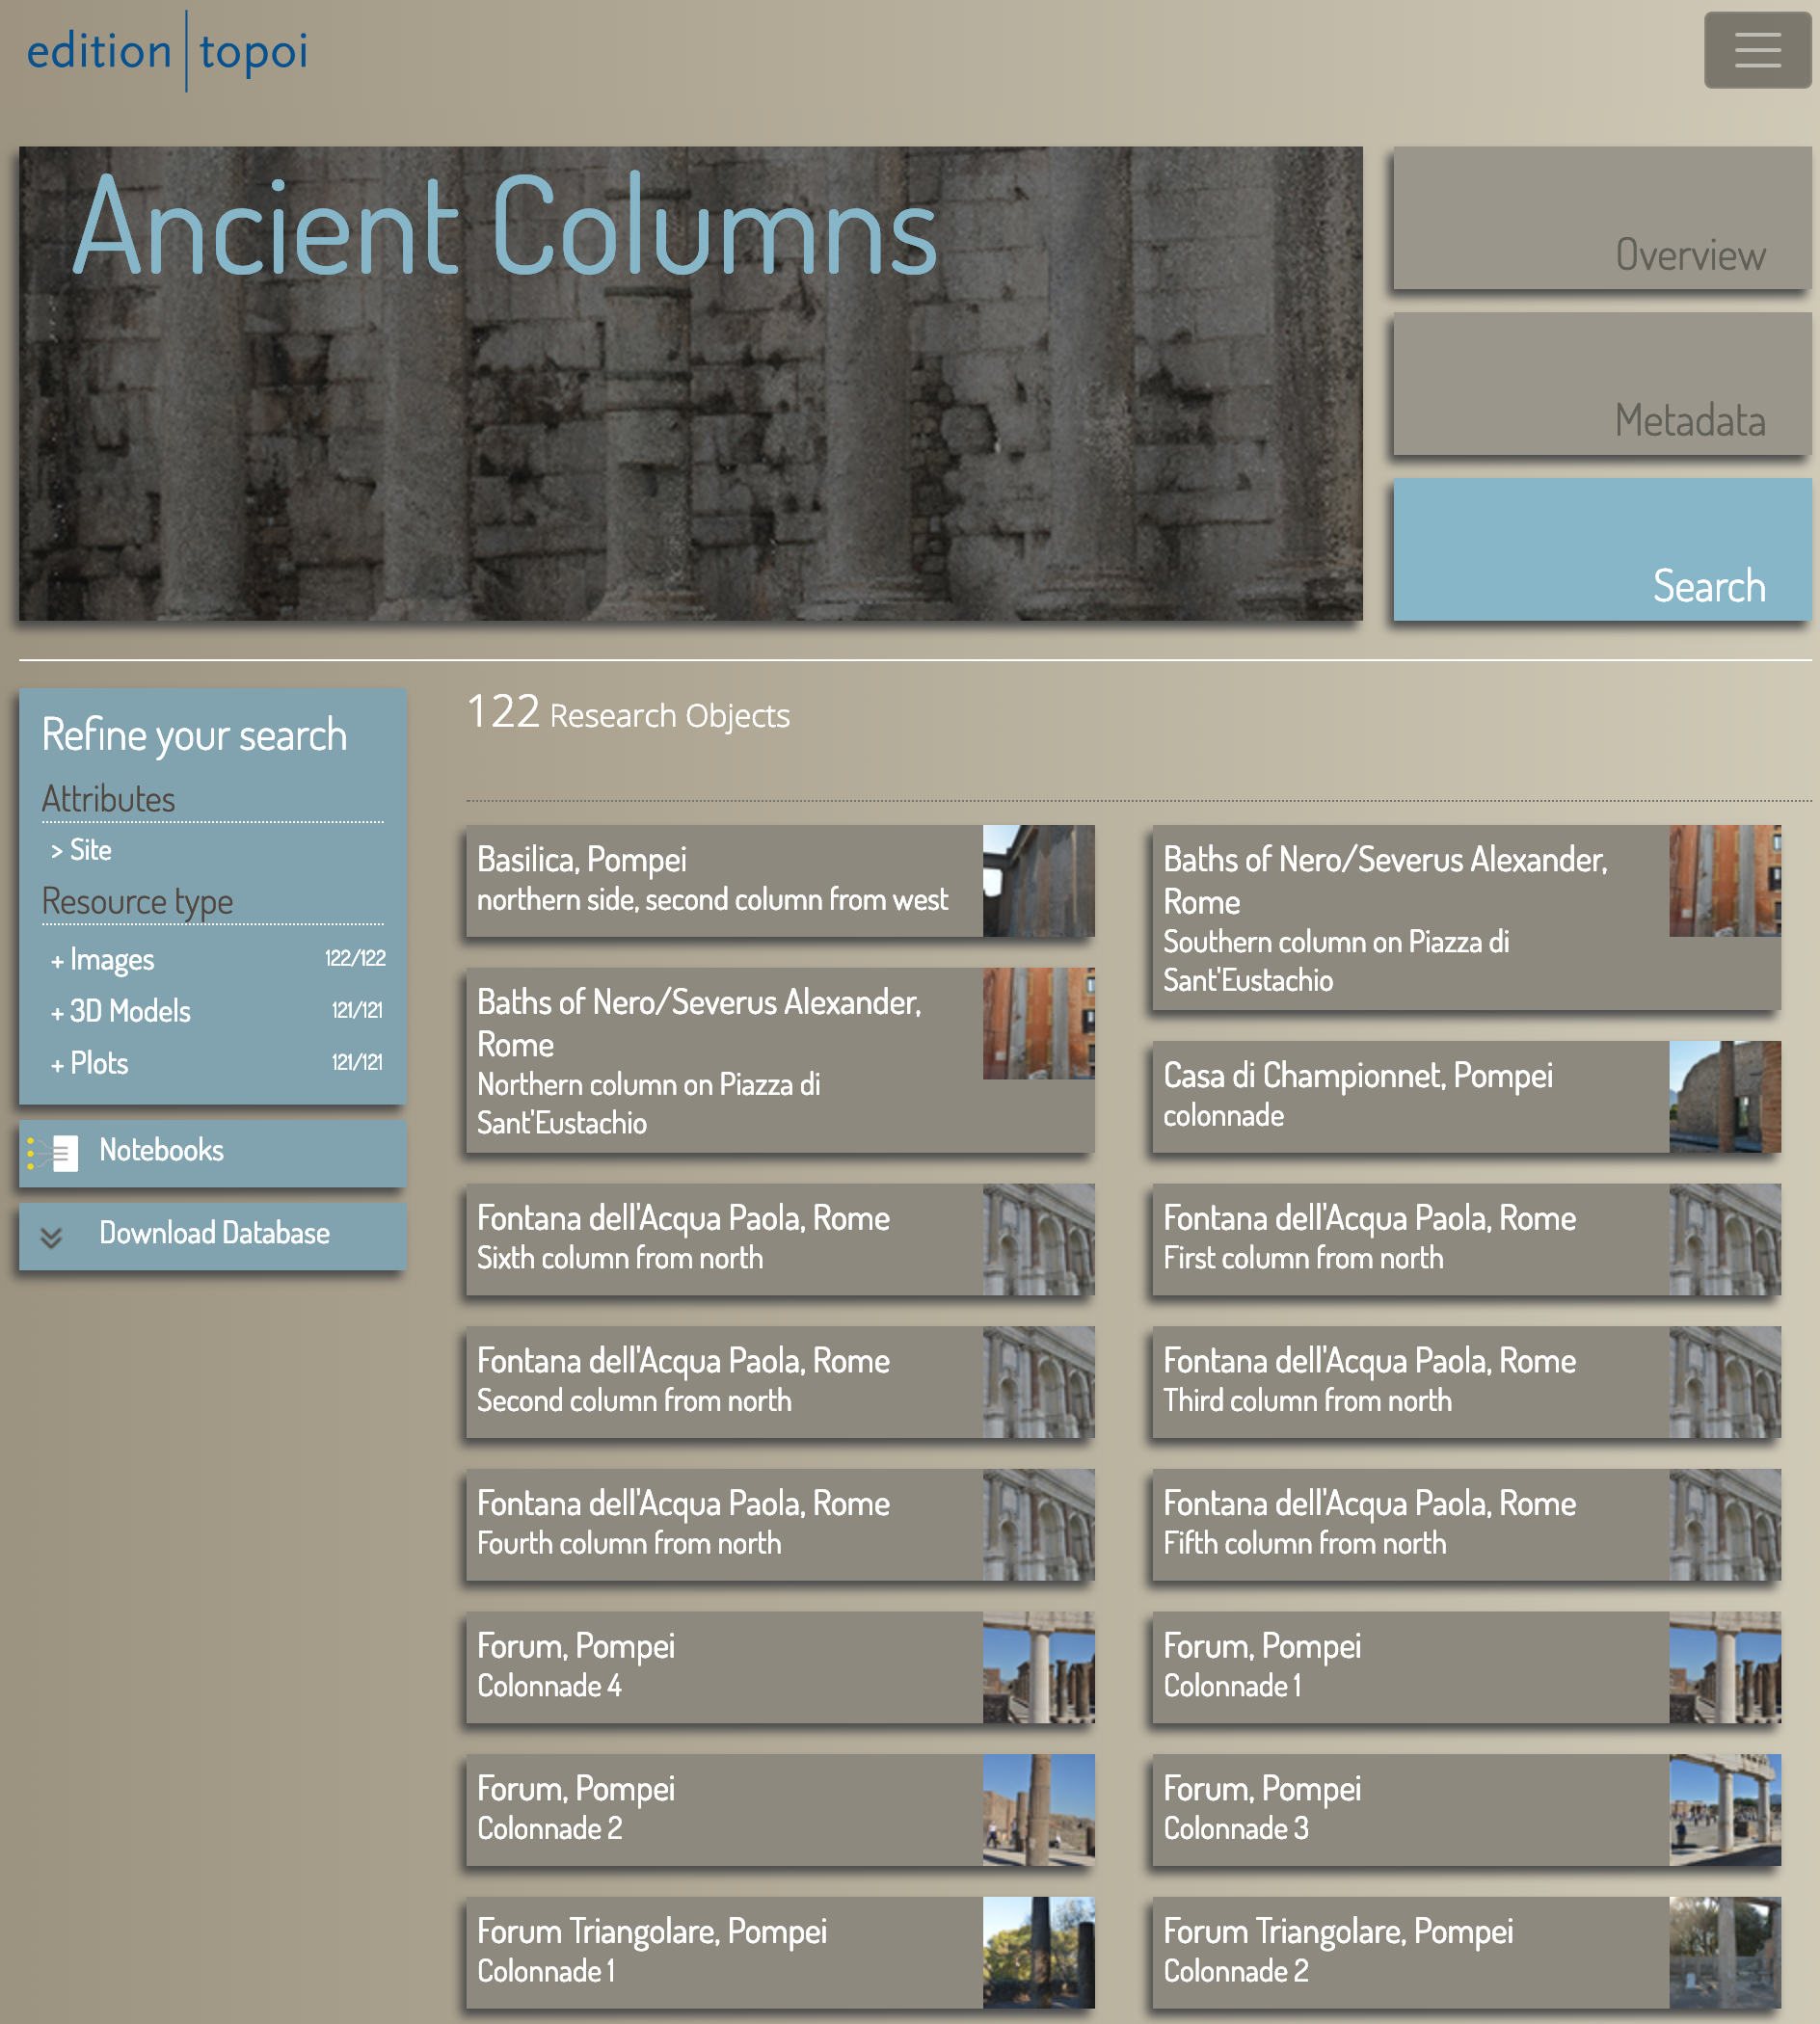 edition | topoi
Ancient Columns
Overview
Metadata
Search
Refine your search
Attributes
> Site
Resource type
+ Images 122/122
+ 3D Models 121/121
+ Plots 121/121
Notebooks
Download Database
122 Research Objects
Basilica, Pompei
northern side, second column from west
Baths of Nero/Severus Alexander,
Rome
Southern column on Piazza di
Sant'Eustachio
Baths of Nero/Severus Alexander,
Rome
Northern column on Piazza di
Sant'Eustachio
Casa di Championnet, Pompei
colonnade
Fontana dell'Acqua Paola, Rome
Sixth column from north
Fontana dell'Acqua Paola, Rome
First column from north
Fontana dell'Acqua Paola, Rome
Second column from north
Fontana dell'Acqua Paola, Rome
Third column from north
Fontana dell'Acqua Paola, Rome
Fourth column from north
Fontana dell'Acqua Paola, Rome
Fifth column from north
Forum, Pompei
Colonnade 4
Forum, Pompei
Colonnade 1
Forum, Pompei
Colonnade 2
Forum, Pompei
Colonnade 3
Forum Triangolare, Pompei
Colonnade 1
Forum Triangolare, Pompei
Colonnade 2